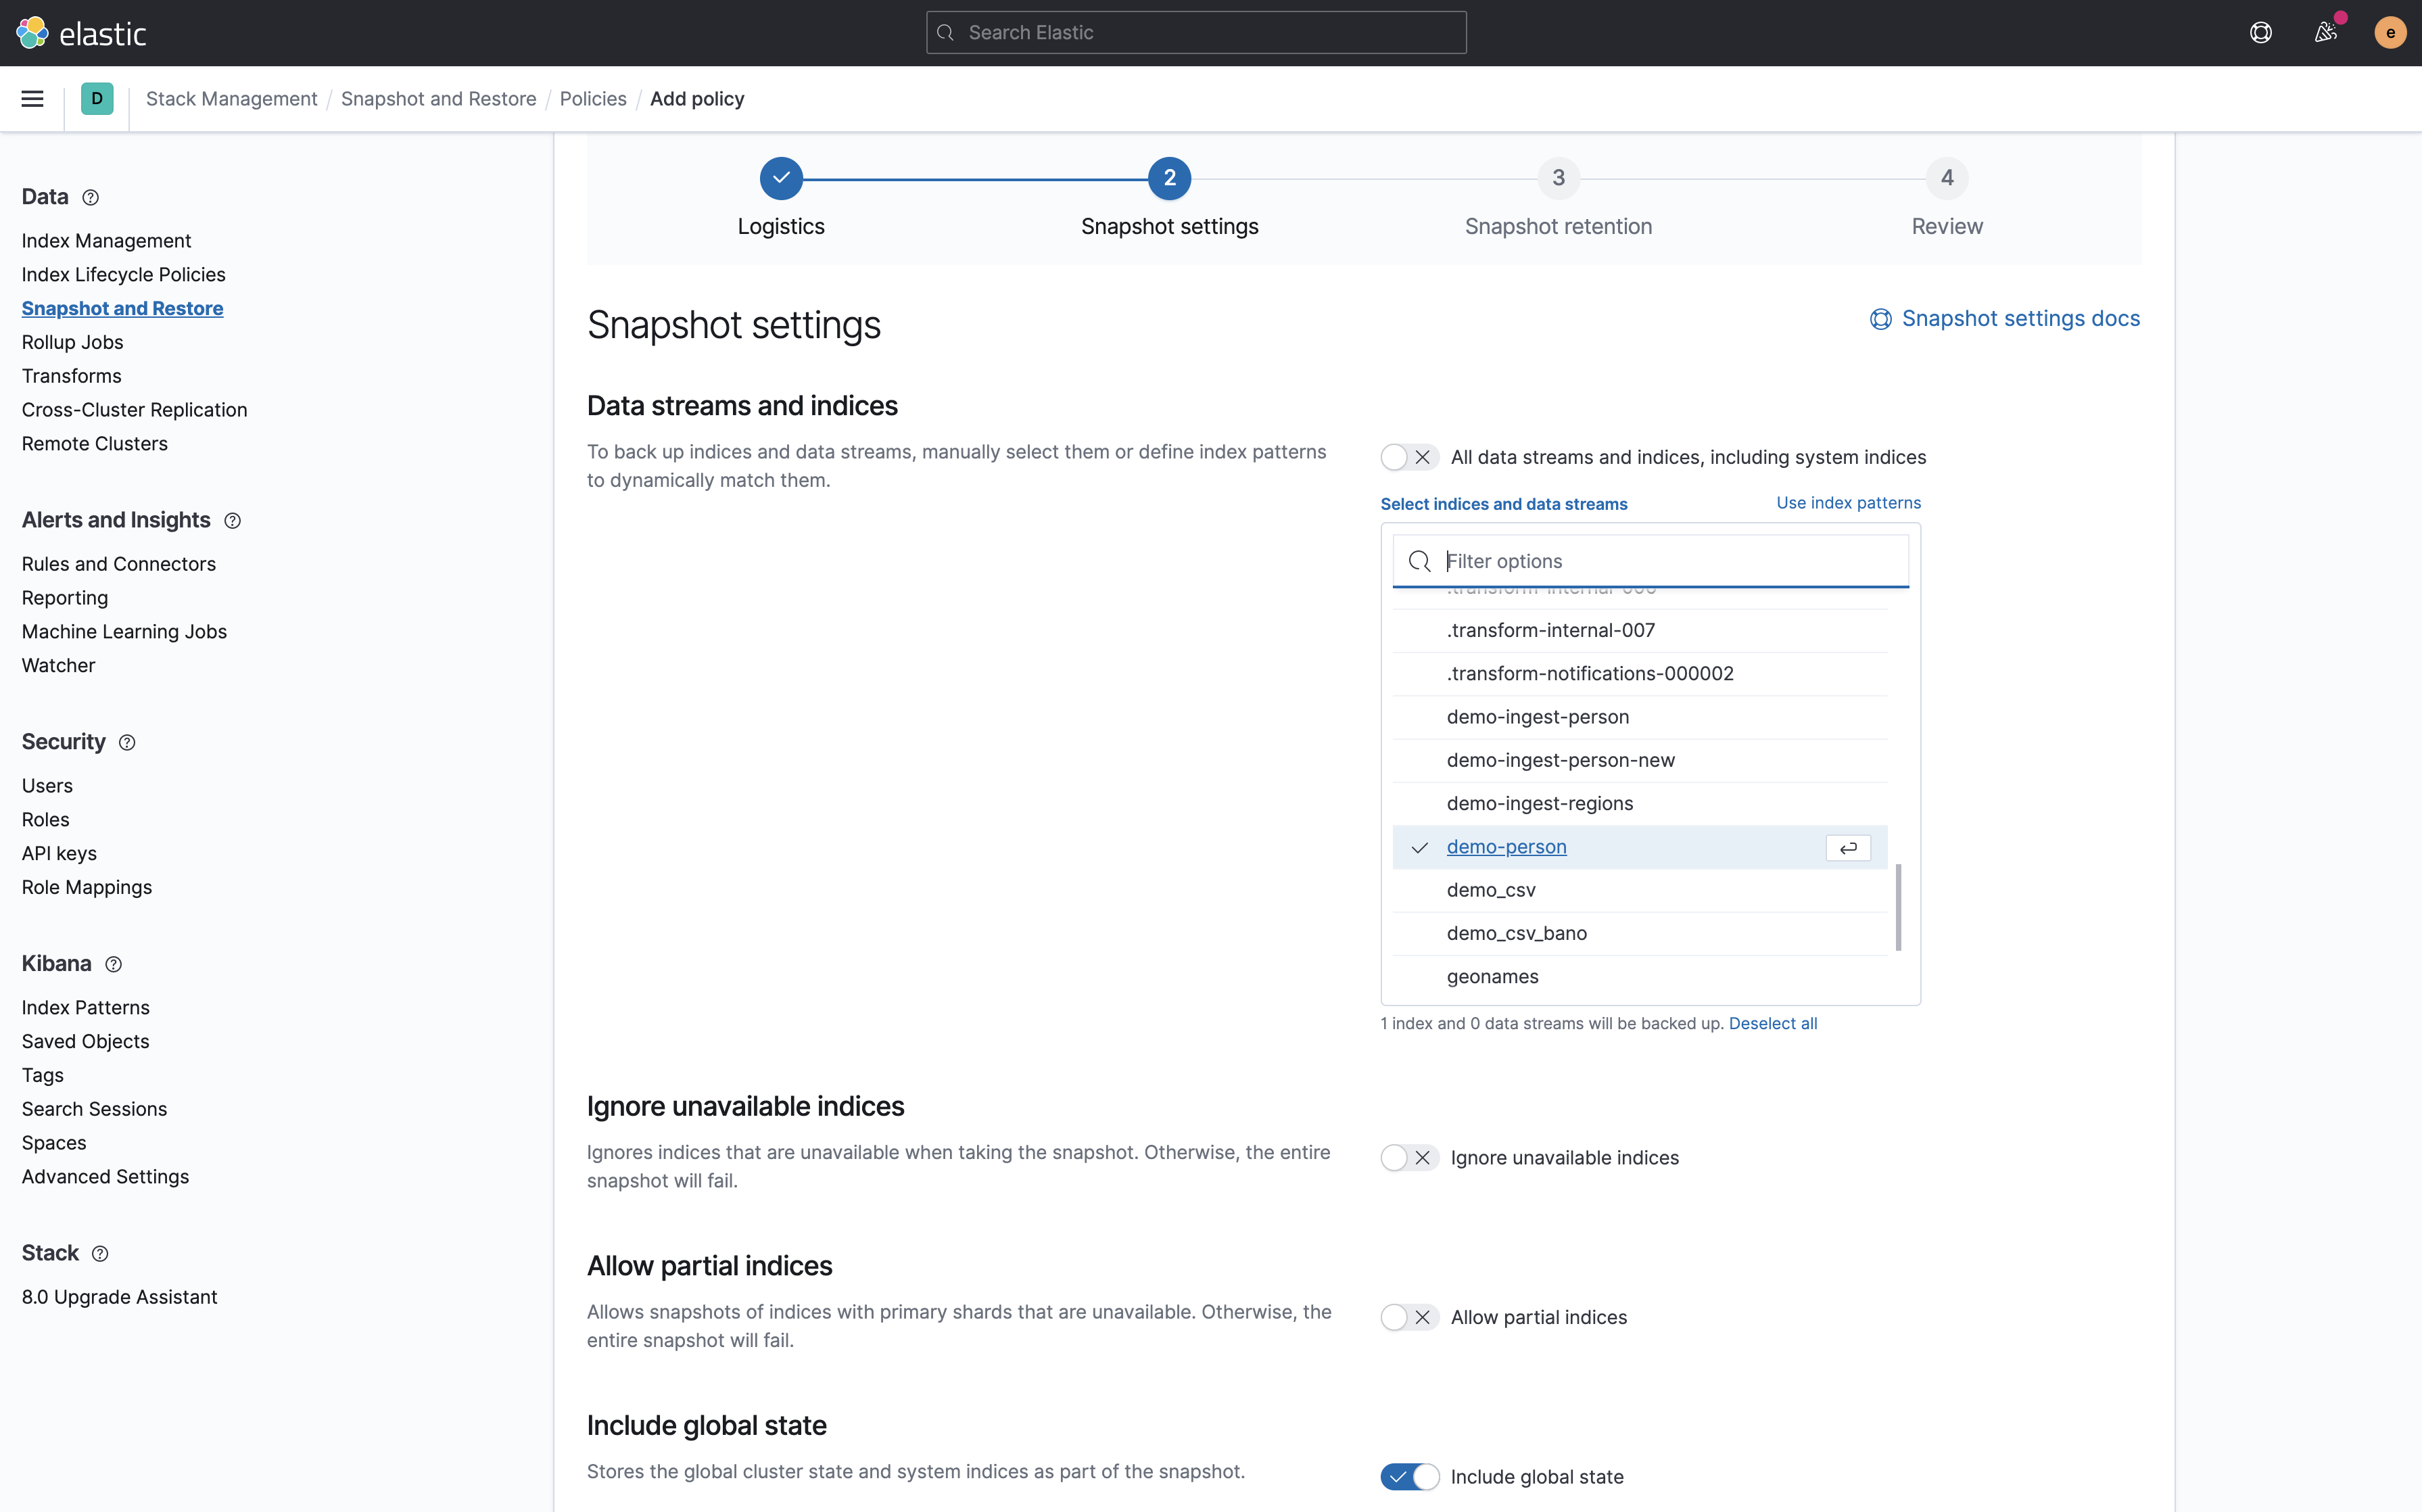 elastic
Search Elastic
e
D
Stack Management / Snapshot and Restore / Policies / Add policy
Data
Index Management
Index Lifecycle Policies
Snapshot and Restore
Rollup Jobs
Transforms
Cross-Cluster Replication
Remote Clusters
Alerts and Insights
Rules and Connectors
Reporting
Machine Learning Jobs
Watcher
Security
Users
Roles
API keys
Role Mappings
Kibana
Index Patterns
Saved Objects
Tags
Search Sessions
Spaces
Advanced Settings
Stack
8.0 Upgrade Assistant
2
3
4
Logistics
Snapshot settings
Snapshot retention
Review
Snapshot settings
Snapshot settings docs
Data streams and indices
To back up indices and data streams, manually select them or define index patterns
to dynamically match them.
All data streams and indices, including system indices
Select indices and data streams
Use index patterns
Filter options
.transform-internal-007
.transform-notifications-000002
demo-ingest-person
demo-ingest-person-new
demo-ingest-regions
demo-person
demo_csv
demo_csv_bano
geonames
1 index and 0 data streams will be backed up. Deselect all
Ignore unavailable indices
Ignores indices that are unavailable when taking the snapshot. Otherwise, the entire
snapshot will fail.
Ignore unavailable indices
Allow partial indices
Allows snapshots of indices with primary shards that are unavailable. Otherwise, the
entire snapshot will fail.
Allow partial indices
Include global state
Stores the global cluster state and system indices as part of the snapshot.
Include global state